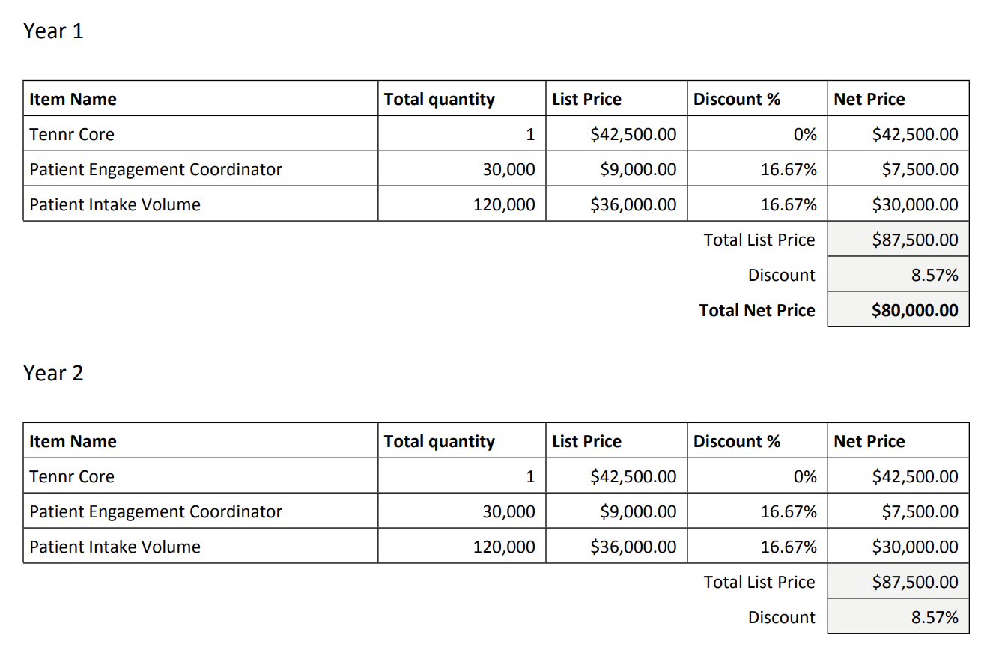 Year 1
Item Name Total quantity List Price Discount % Net Price
Tennr Core 1 $42,500.00 0% $42,500.00
Patient Engagement Coordinator 30,000 $9,000.00 16.67% $7,500.00
Patient Intake Volume 120,000 $36,000.00 16.67% $30,000.00
Total List Price $87,500.00
Discount 8.57%
Total Net Price $80,000.00
Year 2
Item Name Total quantity List Price Discount % Net Price
Tennr Core 1 $42,500.00 0% $42,500.00
Patient Engagement Coordinator 30,000 $9,000.00 16.67% $7,500.00
Patient Intake Volume 120,000 $36,000.00 16.67% $30,000.00
Total List Price $87,500.00
Discount 8.57%